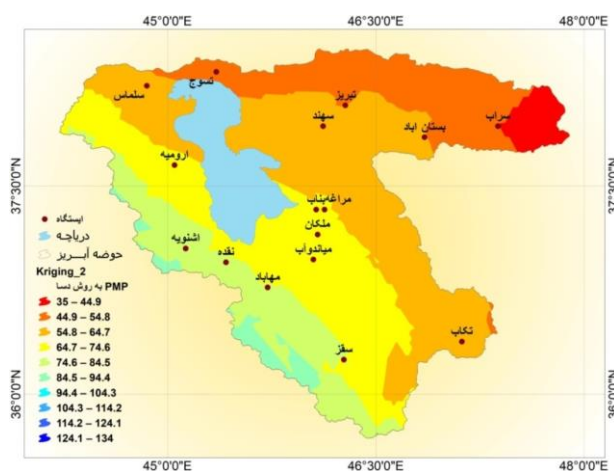 45°0'0"E 46°30'0"E 48°0'0"E
37°30'0"N
36°0'0"N
37°30'0"N
36°0'0"N
تسوج
سلماس
تبریز
سهند
سراب
بستان آباد
ارومیه
مراغه بناب
ملکان
اشنویه
نقده
میاندوآب
مهاباد
تکاب
سقز
ایستگاه
دریاچه
حوضه آبـــریز
Kriging_2
PMP به روش دسا
35 – 44.9
44.9 – 54.8
54.8 – 64.7
64.7 – 74.6
74.6 – 84.5
84.5 – 94.4
94.4 – 104.3
104.3 – 114.2
114.2 – 124.1
124.1 – 134
45°0'0"E 46°30'0"E 48°0'0"E